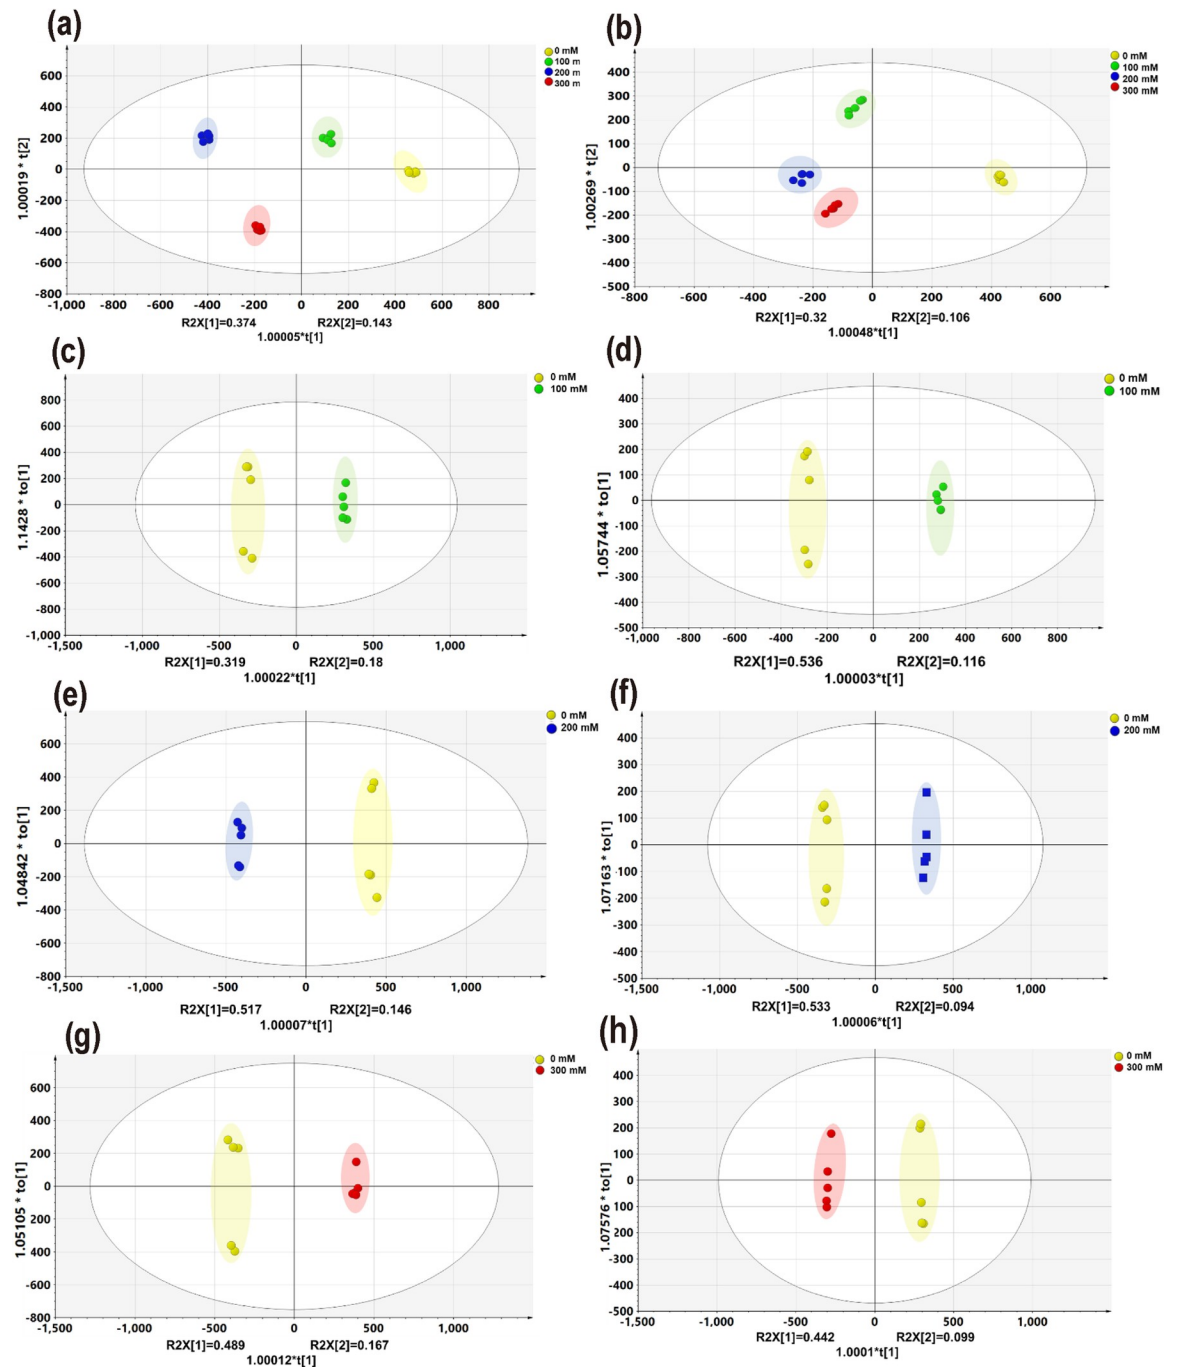 (a)
0 mM
100 m
200 m
300 m
600
400
200
0
-200
-400
-600
-800
1.00019 * t[2]
-1,000 -800 -600 -400 -200 0 200 400 600 800
R2X[1]=0.374 R2X[2]=0.143
1.00005*t[1]
(b)
0 mM
100 mM
200 mM
300 mM
400
300
200
100
0
-100
-200
-300
-400
-500
1.00269 * t[2]
-800 -600 -400 -200 0 200 400 600
R2X[1]=0.32 R2X[2]=0.106
1.00048*t[1]
(c)
0 mM
100 mM
800
600
400
200
0
-200
-400
-600
-800
-1,000
1.1428 * to[1]
-1,500 -1,000 -500 0 500 1,000
R2X[1]=0.319 R2X[2]=0.18
1.00022*t[1]
(d)
0 mM
100 mM
400
300
200
100
0
-100
-200
-300
-400
-500
1.05744 * to[1]
-1,000 -800 -600 -400 -200 0 200 400 600 800
R2X[1]=0.536 R2X[2]=0.116
1.00003*t[1]
(e)
0 mM
200 mM
600
400
200
0
-200
-400
-600
-800
1.04842 * to[1]
-1,500 -1,000 -500 0 500 1,000
R2X[1]=0.517 R2X[2]=0.146
1.00007*t[1]
(f)
0 mM
200 mM
400
300
200
100
0
-100
-200
-300
-400
-500
1.07163 * to[1]
-1,500 -1,000 -500 0 500 1,000
R2X[1]=0.533 R2X[2]=0.094
1.00006*t[1]
(g)
0 mM
300 mM
600
400
200
0
200
400
-600
-800
1.05105 * to[1]
-1,500 -1,000 -500 0 500 1,000
R2X[1]=0.489 R2X[2]=0.167
1.00012*t[1]
(h)
0 mM
300 mM
400
300
200
100
0
-100
-200
-300
-400
-500
1.07576 * to[1]
-1,500 -1,000 -500 0 500 1,000
R2X[1]=0.442 R2X[2]=0.099
1.0001*t[1]